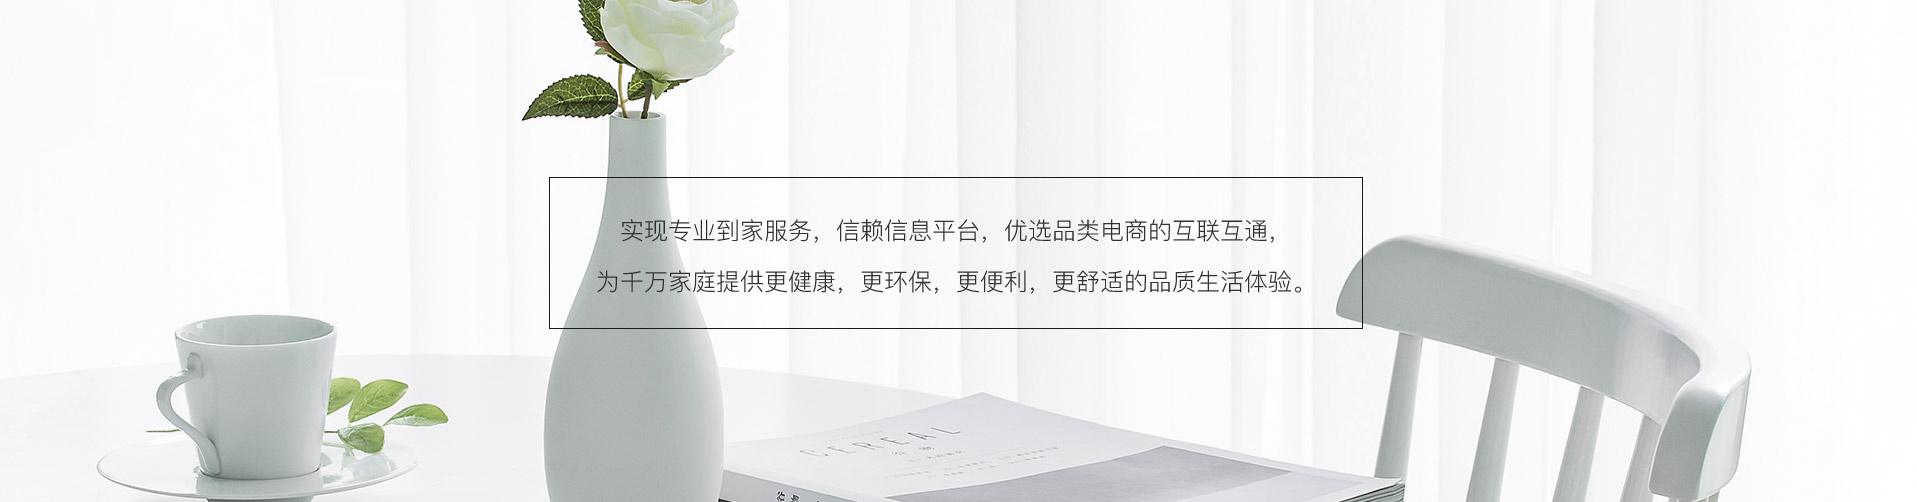 实现专业到家服务，信赖信息平台，优选品类电商的互联互通，
为千万家庭提供更健康，更环保，更便利，更舒适的品质生活体验。
CEREAL